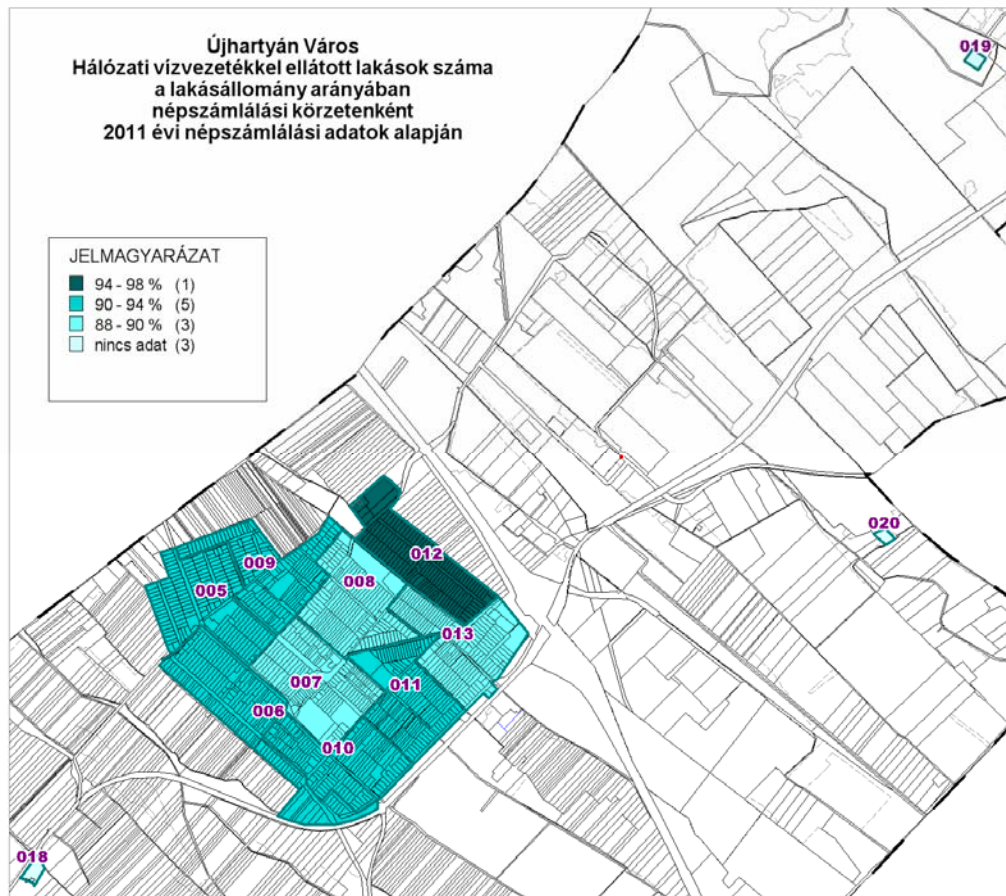 Újhartyán Város
Hálózati vízvezetékkel ellátott lakások száma
a lakásállomány arányában
népszámlálási körzetenként
2011 évi népszámlálási adatok alapján
019
JELMAGYARÁZAT
94 - 98 % (1)
90 - 94 % (5)
88 - 90 % (3)
nincs adat (3)
020
012
009
008
005
013
007
011
006
010
018